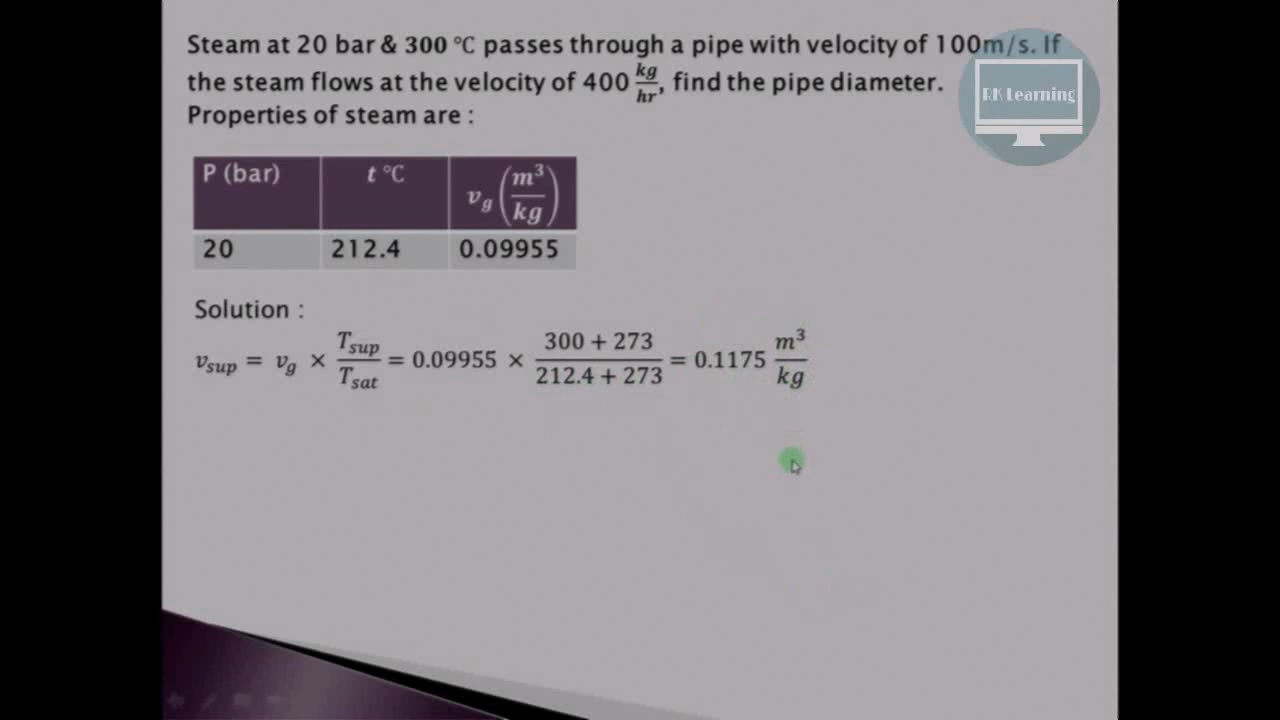 Steam at 20 bar & 300 °C passes through a pipe with velocity of 100m/s. If
the steam flows at the velocity of 400 kg/hr, find the pipe diameter.
Properties of steam are :
RK Learning
P (bar) t °C v_g (m³/kg)
20 212.4 0.09955
Solution :
v_sup = v_g × T_sup/T_sat = 0.09955 × (300 + 273)/(212.4 + 273) = 0.1175 m³/kg